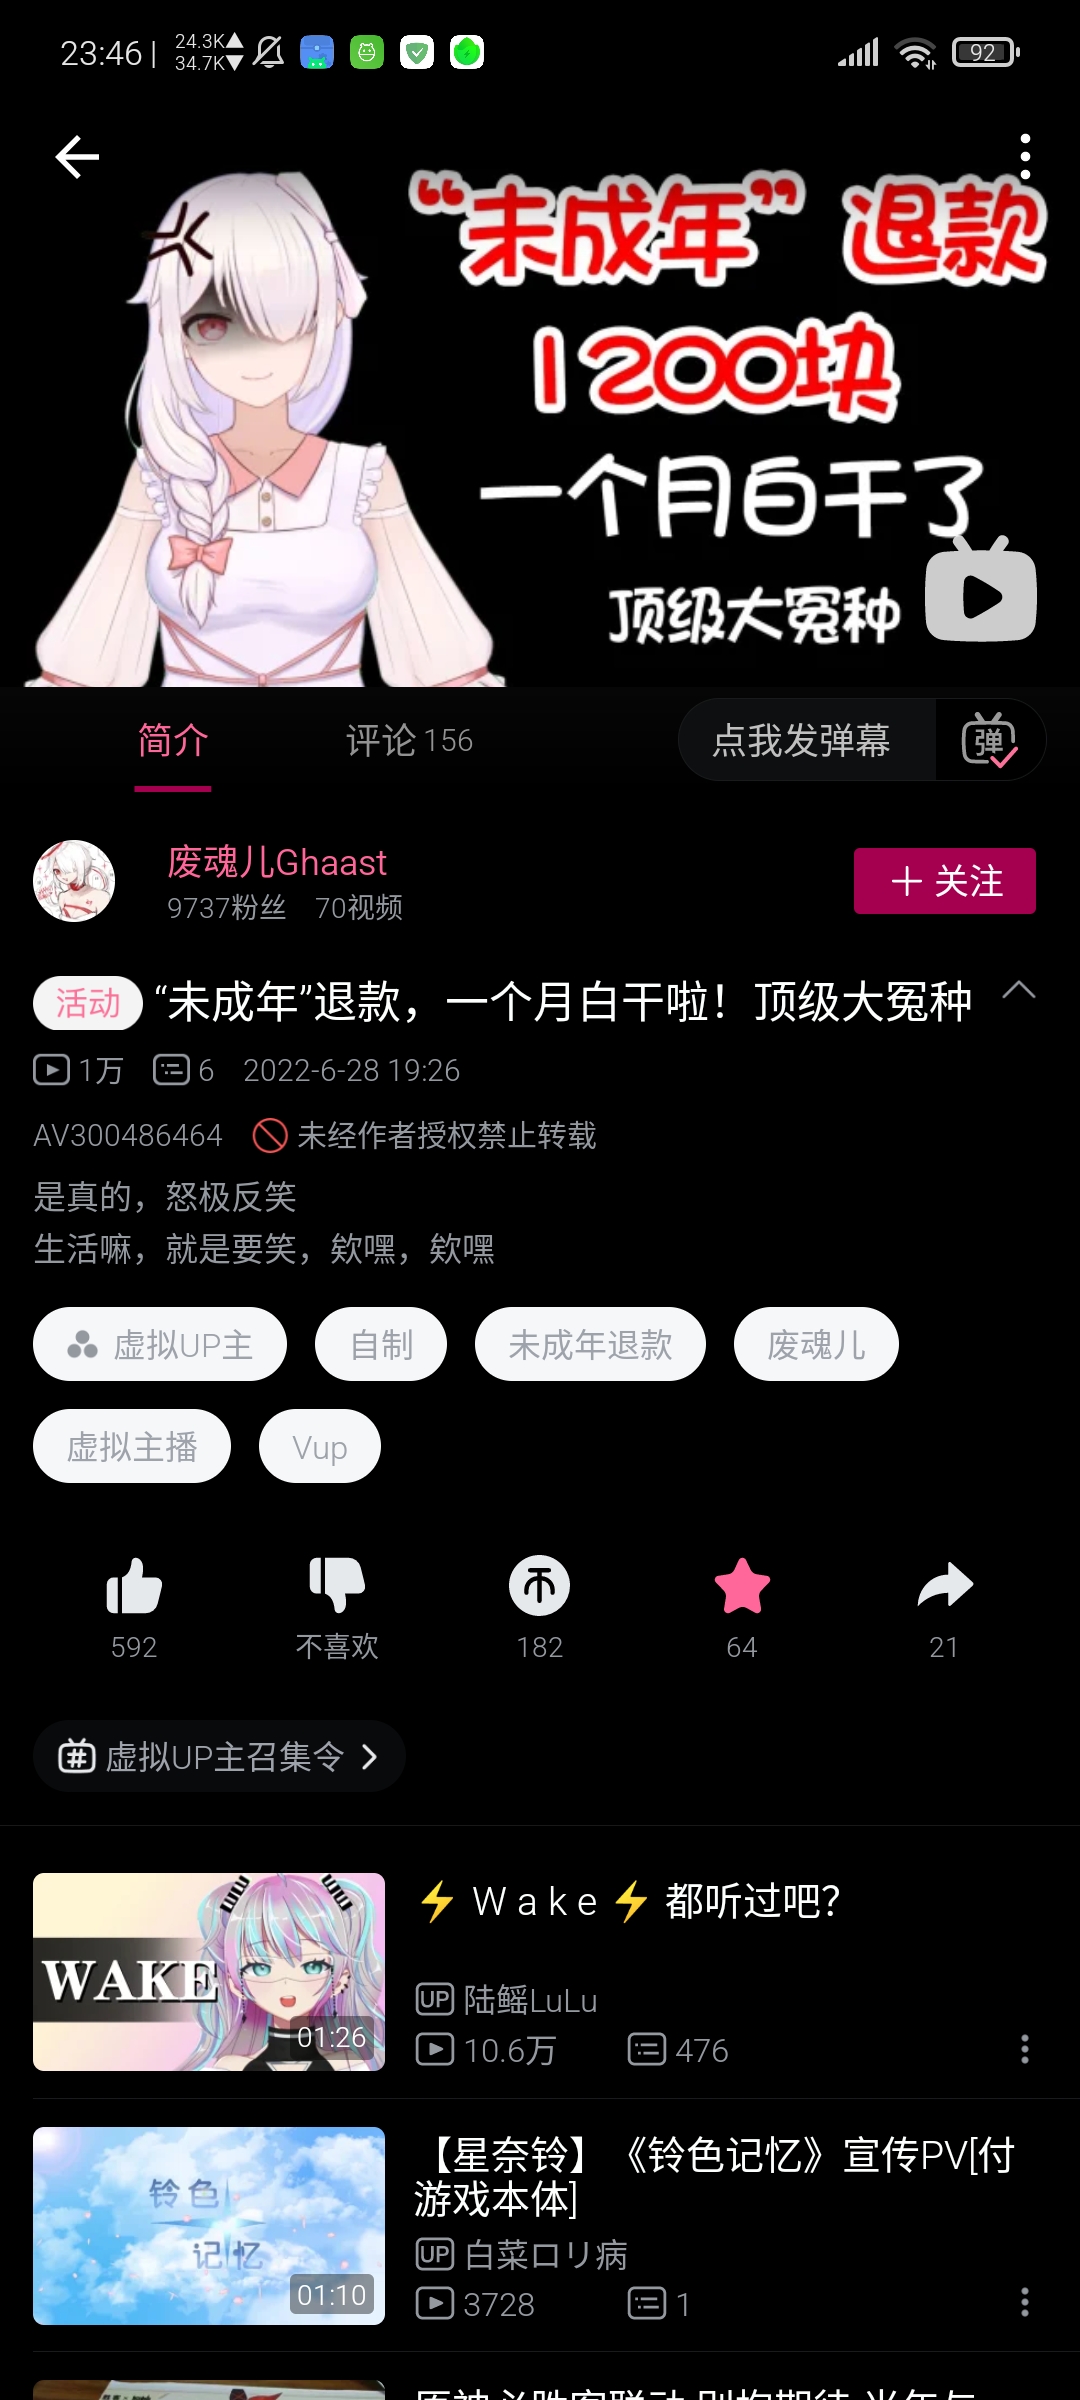 23:46 | 24.3K 34.7K 92
“未成年” 退款
1200块
一个月白干了
顶级大冤种
简介 评论 156 点我发弹幕 弹
废魂儿Ghaast
9737粉丝 70视频
+ 关注
活动 “未成年”退款，一个月白干啦！顶级大冤种
1万 6 2022-6-28 19:26
AV300486464 未经作者授权禁止转载
是真的，怒极反笑
生活嘛，就是要笑，欸嘿，欸嘿
虚拟UP主 自制 未成年退款 废魂儿
虚拟主播 Vup
592 不喜欢 182 64 21
# 虚拟UP主召集令
WAKE
01:26
⚡ W a k e ⚡ 都听过吧？
UP 陆鳐LuLu
10.6万 476
铃色
记忆
01:10
【星奈铃】《铃色记忆》宣传PV[付
游戏本体]
UP 白菜ロリ病
3728 1